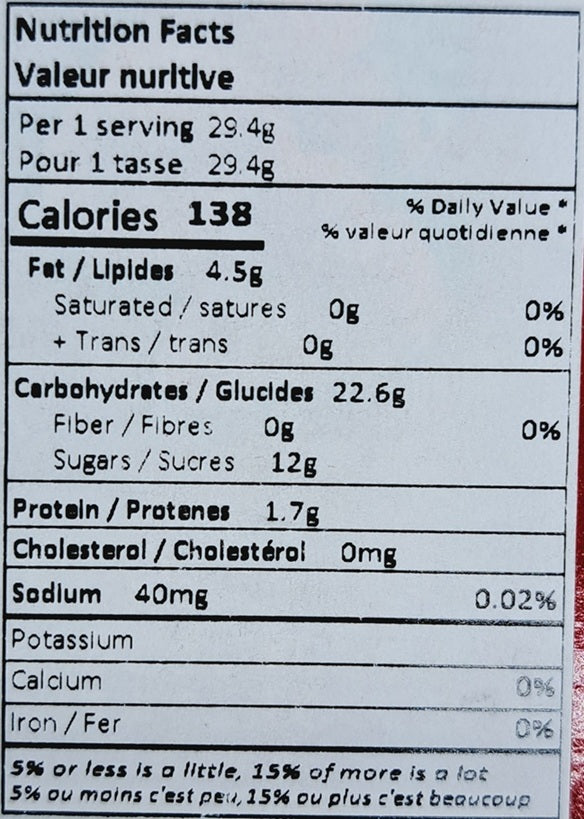 Nutrition Facts
Valeur nuritive
Per 1 serving 29.4g
Pour 1 tasse 29.4g
Calories 138
% Daily Value *
% valeur quotidienne *
Fat / Lipides 4.5g
Saturated / satures 0g 0%
+ Trans / trans 0g 0%
Carbohydrates / Glucides 22.6g
Fiber / Fibres 0g 0%
Sugars / Sucres 12g
Protein / Protenes 1.7g
Cholesterol / Cholestérol 0mg
Sodium 40mg 0.02%
Potassium
Calcium 0%
Iron / Fer 0%
5% or less is a little, 15% of more is a lot
5% ou moins c'est peu, 15% ou plus c'est beaucoup